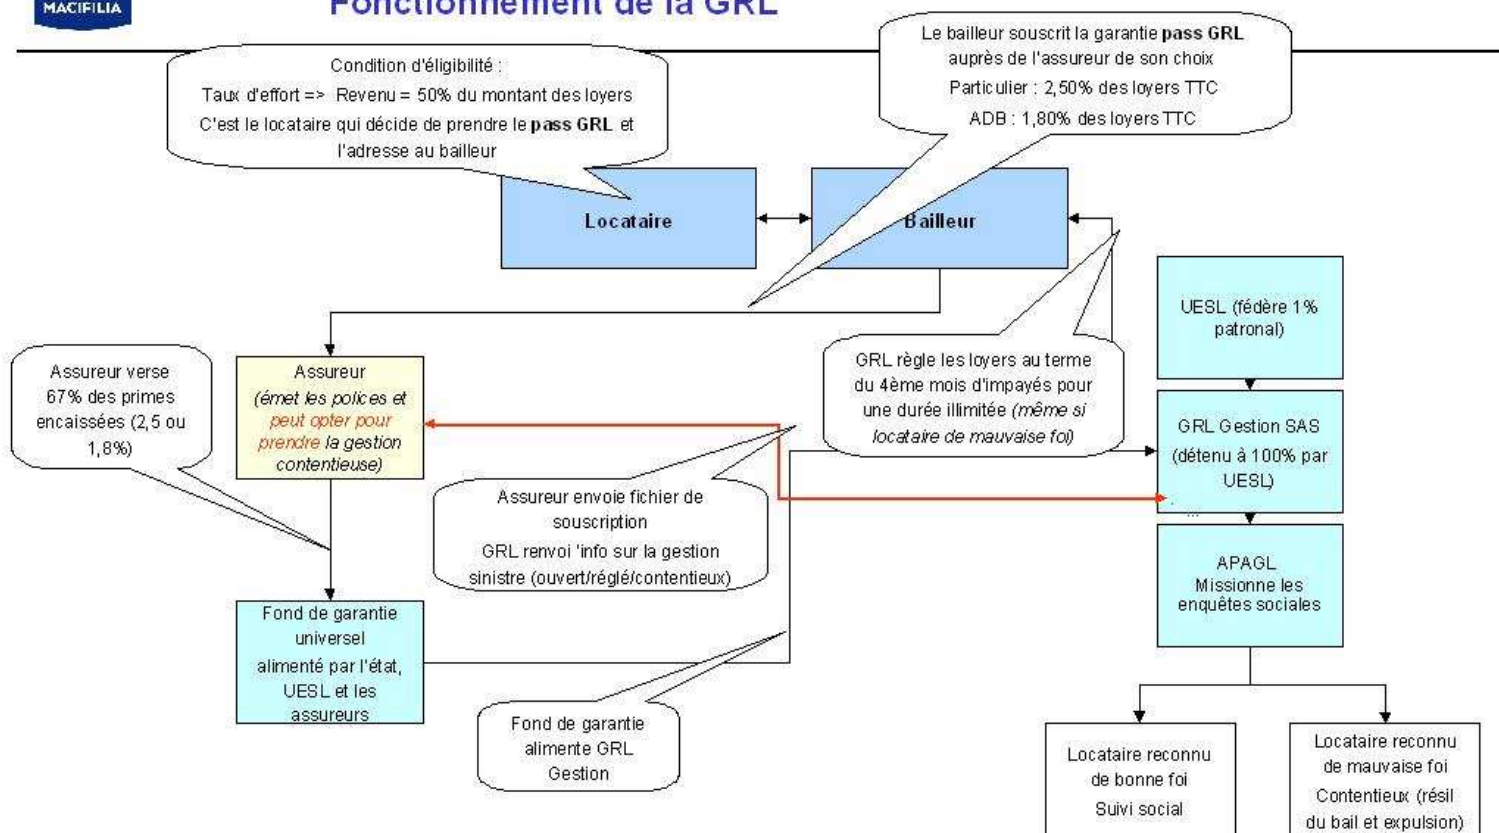 MACIFILIA
Fonctionnement de la GRL
Condition d'éligibilité :
Taux d'effort => Revenu = 50% du montant des loyers
C'est le locataire qui décide de prendre le pass GRL et
l'adresse au bailleur
Le bailleur souscrit la garantie pass GRL
auprès de l'assureur de son choix
Particulier : 2,50% des loyers TTC
ADB : 1,80% des loyers TTC
Locataire
Bailleur
UESL (fédère 1%
patronal)
Assureur verse
67% des primes
encaissées (2,5 ou
1,8%)
Assureur
(émet les polices et
peut opter pour
prendre la gestion
contentieuse)
GRL règle les loyers au terme
du 4ème mois d'impayés pour
une durée illimitée (même si
locataire de mauvaise foi)
GRL Gestion SAS
(détenu à 100% par
UESL)
...
Assureur envoie fichier de
souscription
GRL renvoi 'info sur la gestion
sinistre (ouvert/réglé/contentieux)
APAGL
Missionne les
enquêtes sociales
Fond de garantie
universel
alimenté par l'état,
UESL et les
assureurs
Fond de garantie
alimente GRL
Gestion
Locataire reconnu
de bonne foi
Suivi social
Locataire reconnu
de mauvaise foi
Contentieux (résil
du bail et expulsion)